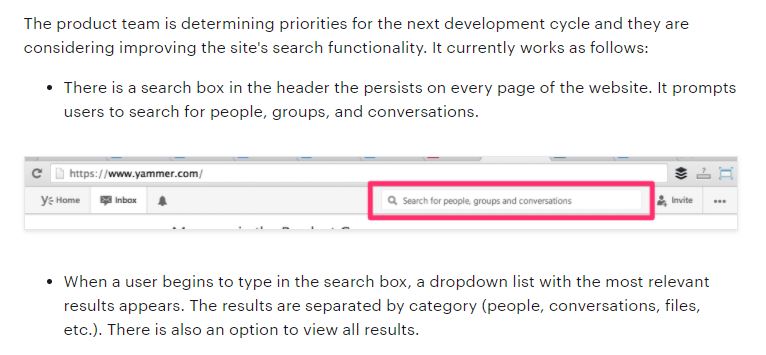 The product team is determining priorities for the next development cycle and they are
considering improving the site's search functionality. It currently works as follows:
• There is a search box in the header the persists on every page of the website. It prompts
users to search for people, groups, and conversations.
https://www.yammer.com/
Home Inbox Search for people, groups and conversations Invite
• When a user begins to type in the search box, a dropdown list with the most relevant
results appears. The results are separated by category (people, conversations, files,
etc.). There is also an option to view all results.